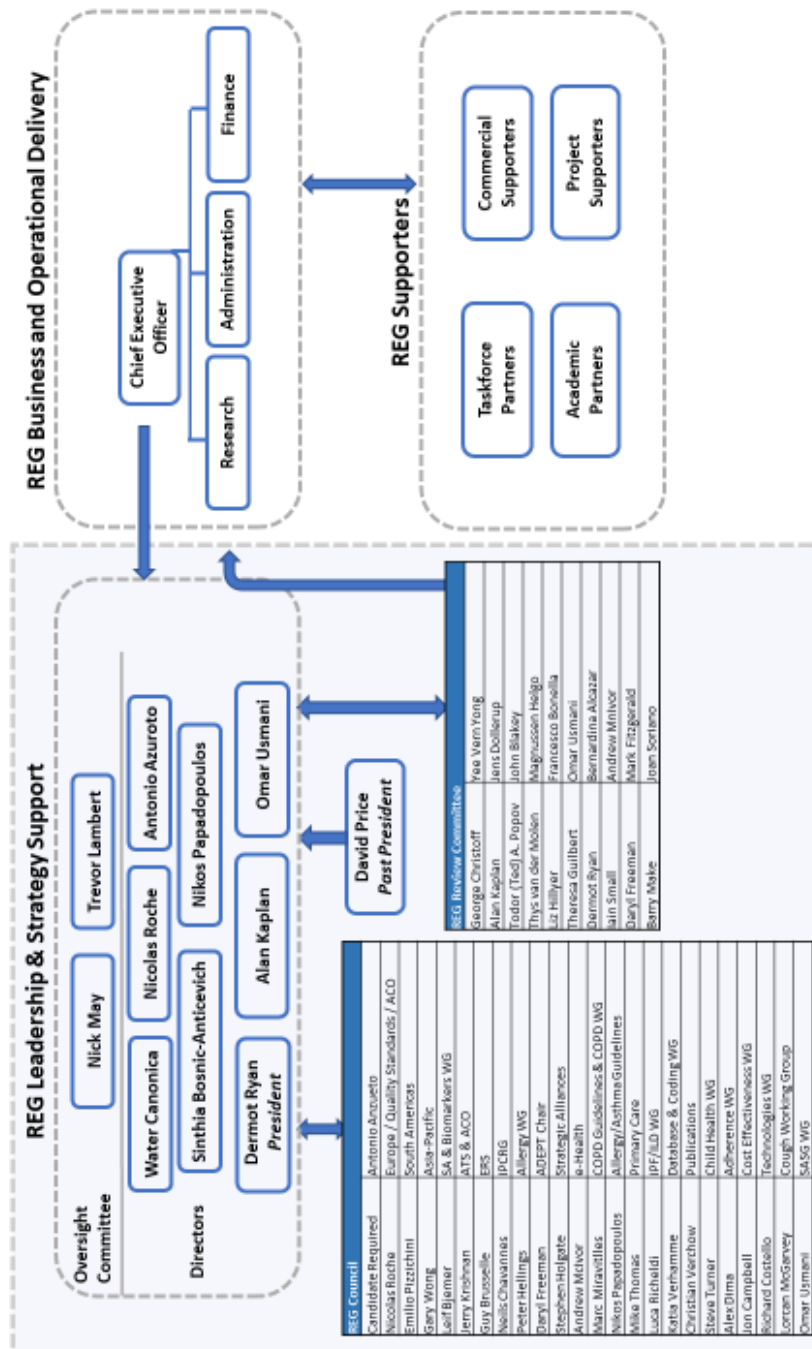 REG Leadership & Strategy Support
Oversight
Committee
Nick May
Trevor Lambert
Directors
Water Canonica
Nicolas Roche
Antonio Azuroto
Sinthia Bosnic-Anticevich
Nikos Papadopoulos
Dermot Ryan
President
Alan Kaplan
Omar Usmani
David Price
Past President
REG Council
Candidate Required Antonio Anzueto
Nicolas Roche Europe / Quality Standards / ACO
Emilio Pizzichini South Americas
Gary Wong Asia-Pacific
Leif Bjermer SA & Biomarkers WG
Jerry Krishnan ATS & ACO
Guy Brusselle ERS
Neilis Chavannes IPCRG
Peter Hellings Allergy WG
Daryl Freeman ADEPT Chair
Stephen Holgate Strategic Alliances
Andrew McIvor e-Health
Marc Miravitlles COPD Guidelines & COPD WG
Nikos Papadopoulos Allergy/Asthma Guidelines
Mike Thomas Primary Care
Luca Richeldi IPF/ILD WG
Katia Verhamme Database & Coding WG
Christian Verchow Publications
Steve Turner Child Health WG
Alex Dima Adherence WG
Jon Campbell Cost Effectiveness WG
Richard Costello Technologies WG
Lorcan McGarvey Cough Working Group
Omar Usmani SASG WG
REG Review Committee
George Christoff Yee Vern Yong
Alan Kaplan Jens Dollerup
Todor (Ted) A. Popov John Blakey
Thys van der Molen Magnussen Helgo
Liz Hillyer Francesco Bonella
Theresa Guilbert Omar Usmani
Dermot Ryan Bernardina Alcazar
Iain Small Andrew MnIvor
Daryl Freeman Mark Fitzgerald
Barry Make Joan Soriano
REG Business and Operational Delivery
Chief Executive
Officer
Research
Administration
Finance
REG Supporters
Taskforce
Partners
Commercial
Supporters
Academic
Partners
Project
Supporters